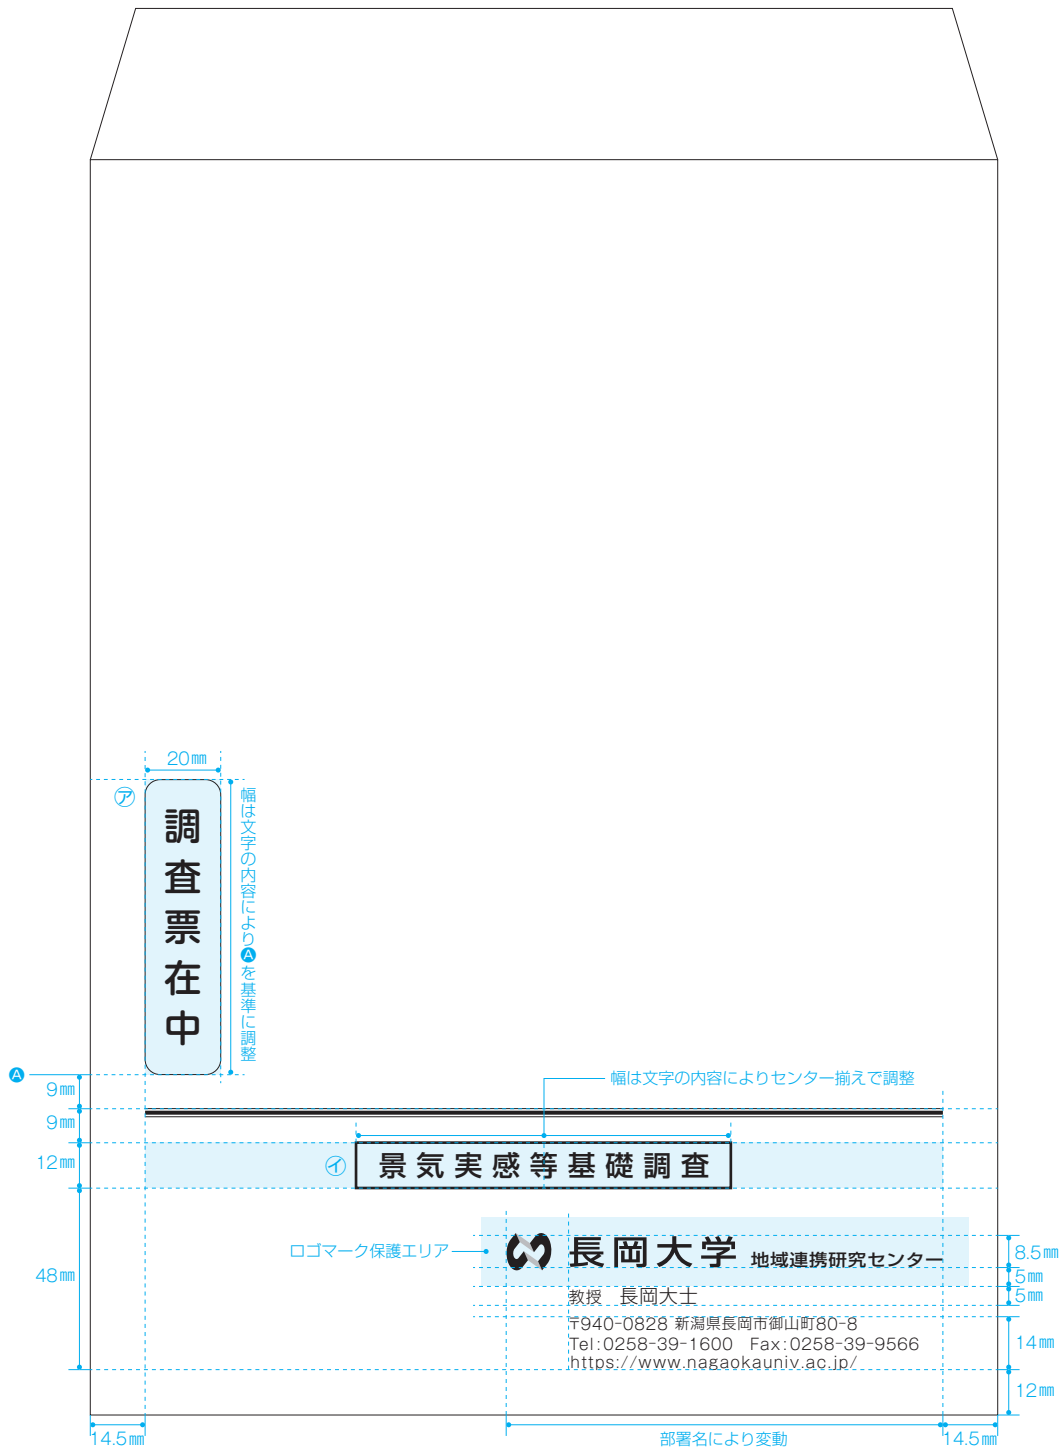 20㎜
㋐
調査票在中
幅は文字の内容によりAを基準に調整
A
9㎜
幅は文字の内容によりセンター揃えで調整
9㎜
12㎜
㋑
景気実感等基礎調査
ロゴマーク保護エリア
長岡大学 地域連携研究センター
8.5㎜
48㎜
5㎜
教授　長岡大士
5㎜
〒940-0828 新潟県長岡市御山町80-8
Tel:0258-39-1600　Fax:0258-39-9566
14㎜
https://www.nagaokauniv.ac.jp/
12㎜
14.5㎜
部署名により変動
14.5㎜